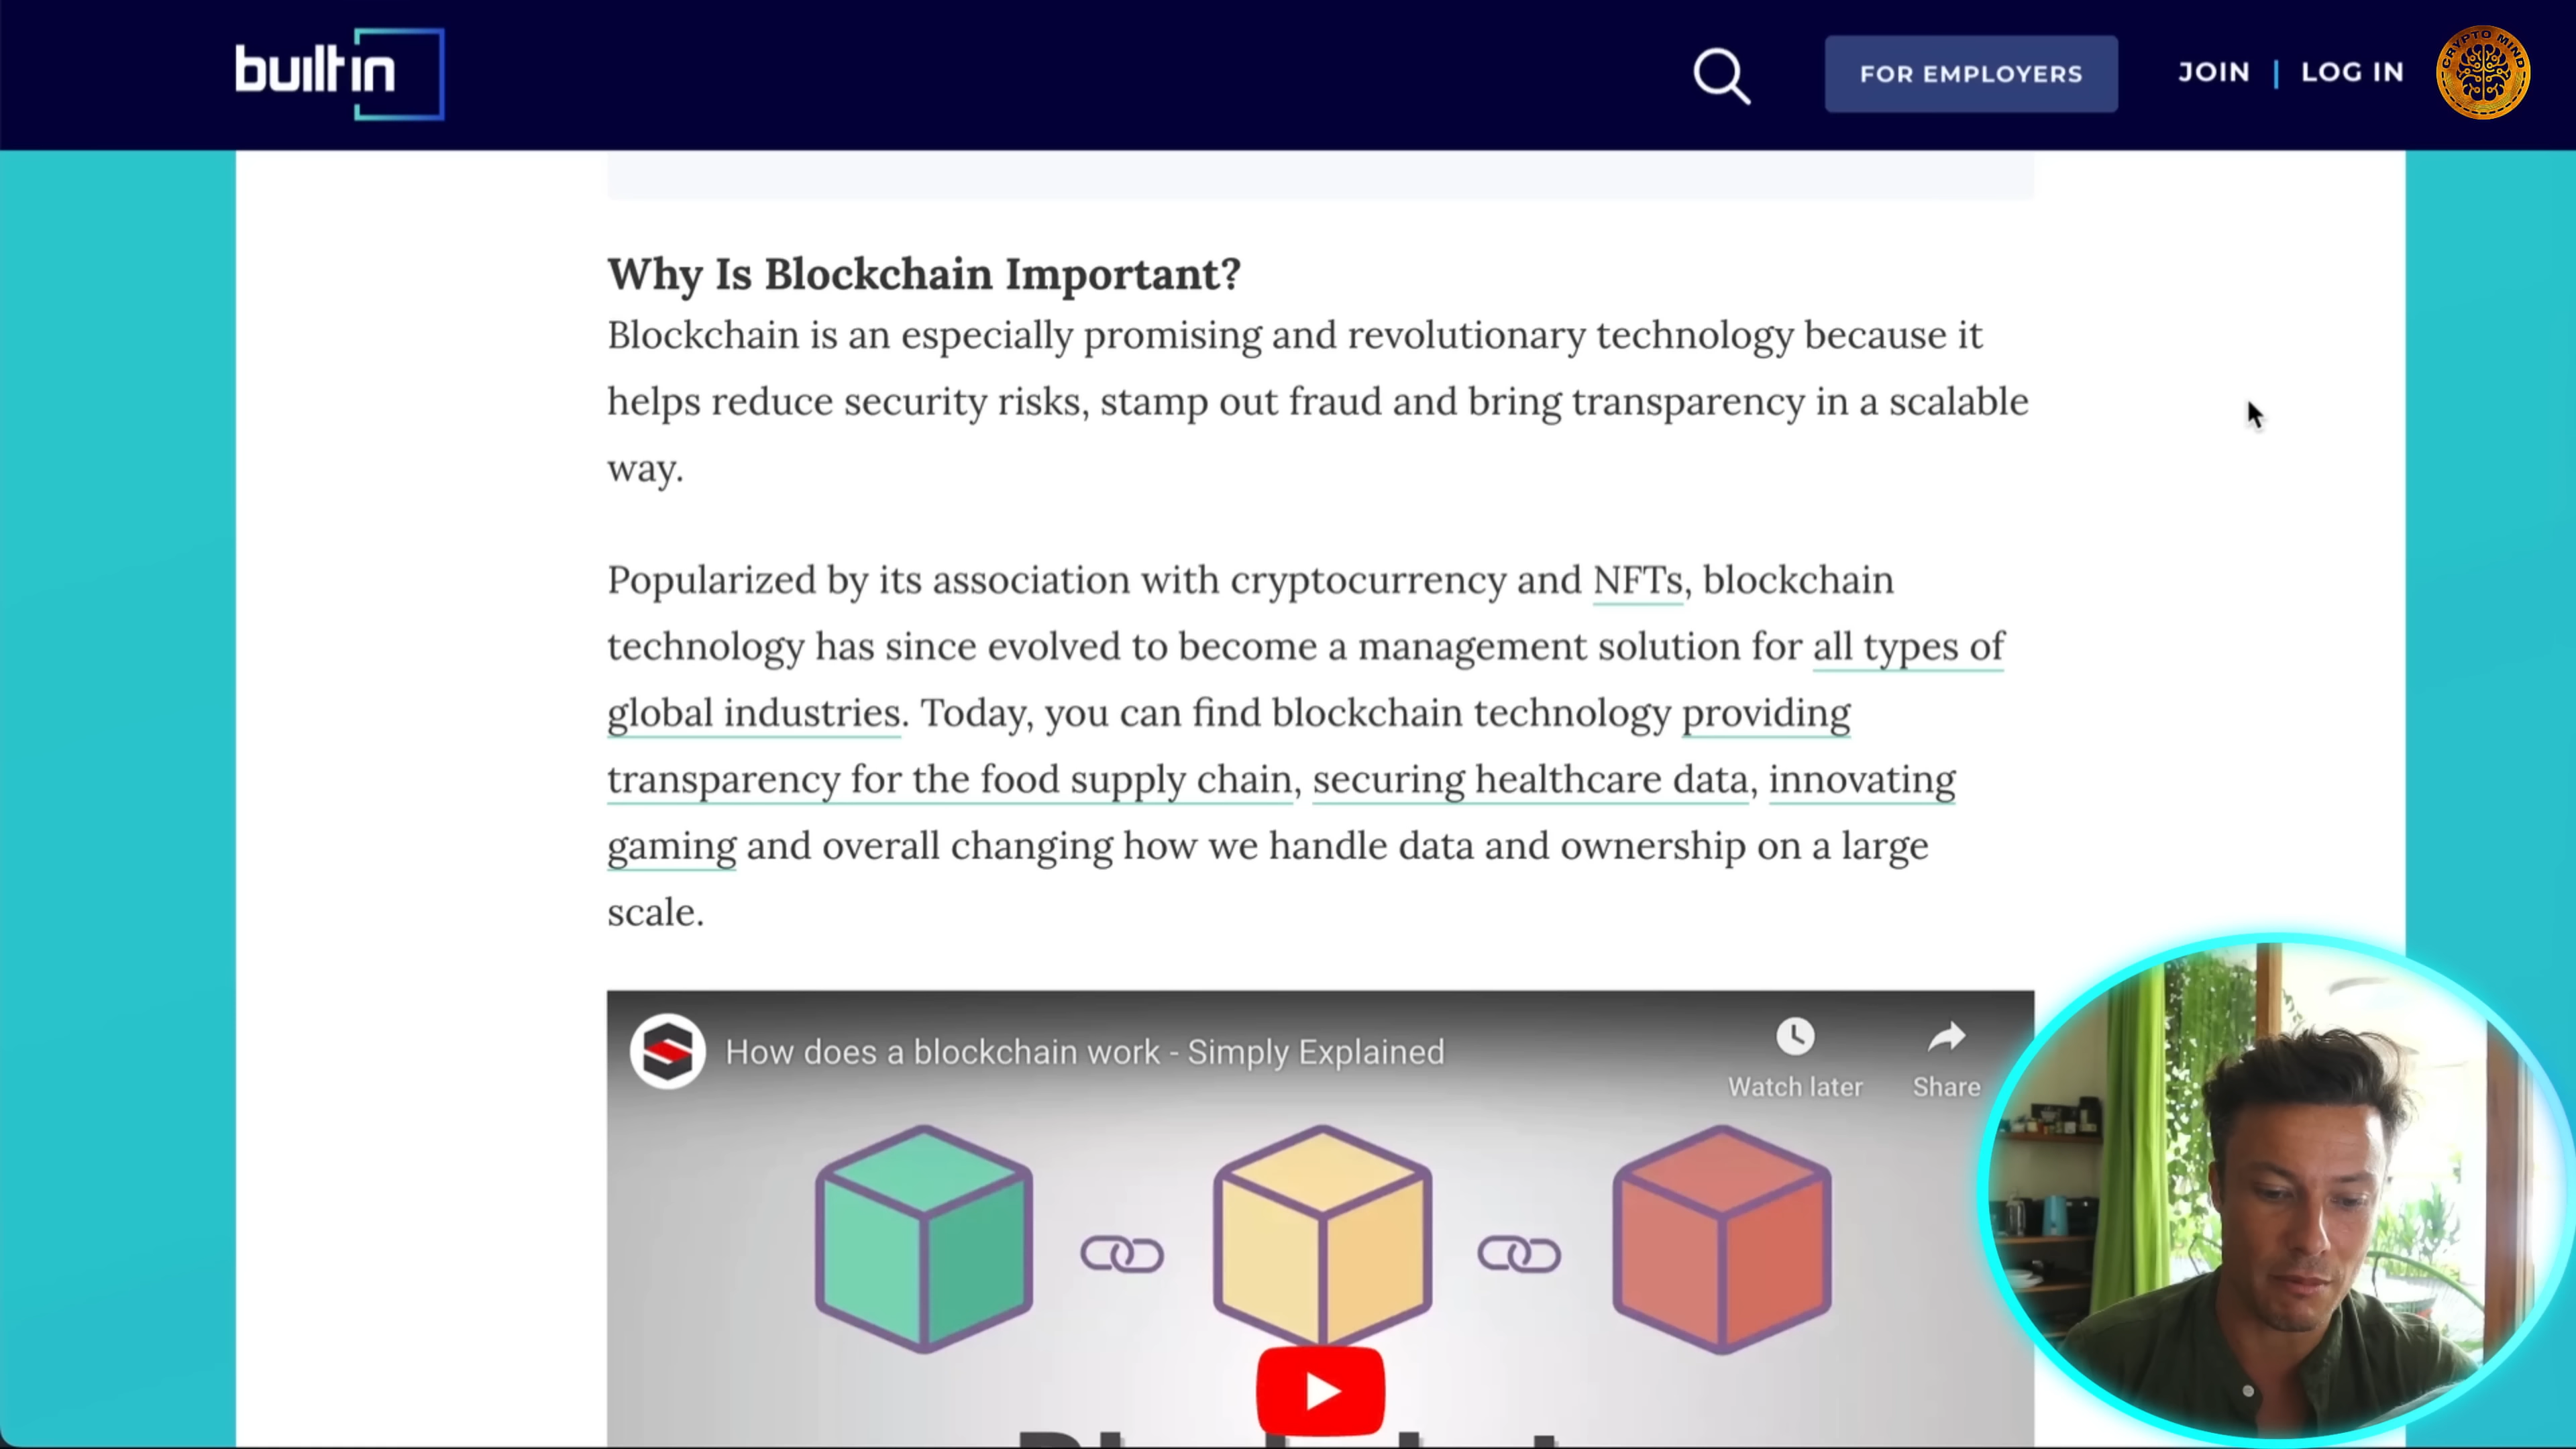 built in
FOR EMPLOYERS
JOIN | LOG IN
CRYPTO MIND
Why Is Blockchain Important?
Blockchain is an especially promising and revolutionary technology because it
helps reduce security risks, stamp out fraud and bring transparency in a scalable
way.
Popularized by its association with cryptocurrency and NFTs, blockchain
technology has since evolved to become a management solution for all types of
global industries. Today, you can find blockchain technology providing
transparency for the food supply chain, securing healthcare data, innovating
gaming and overall changing how we handle data and ownership on a large
scale.
How does a blockchain work - Simply Explained
Watch later
Share